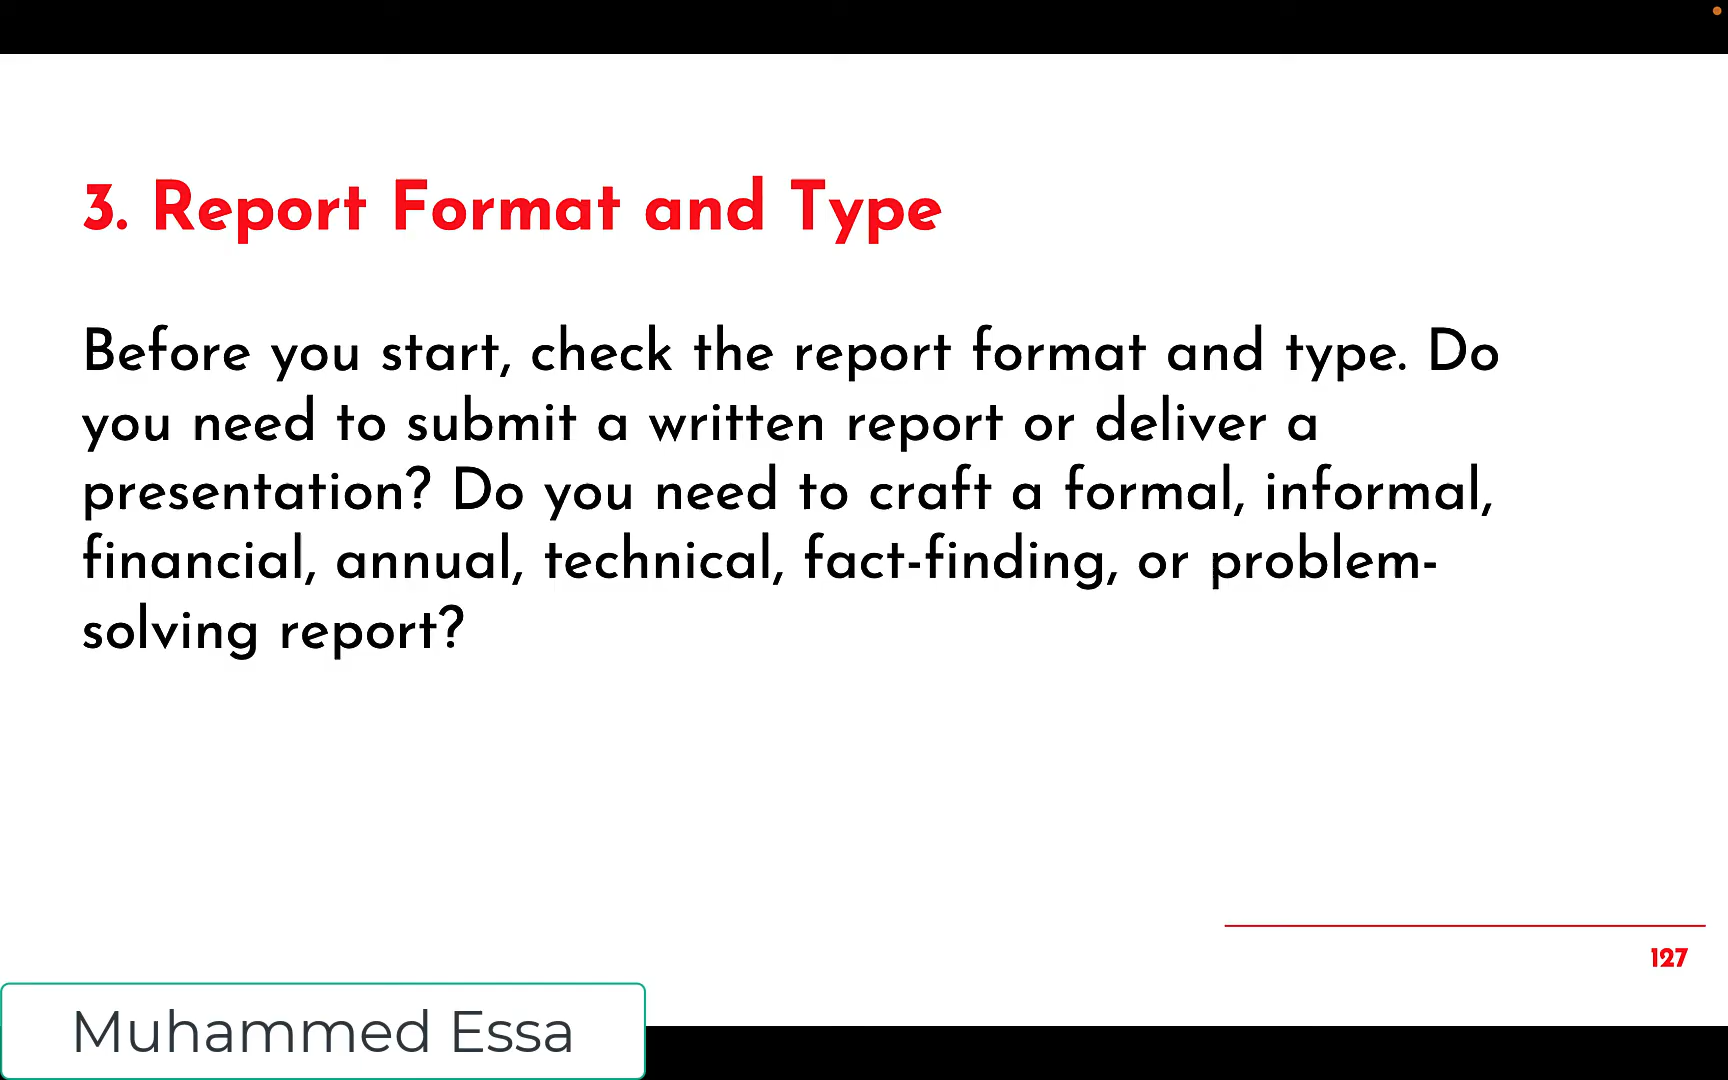 3. Report Format and Type
Before you start, check the report format and type. Do
you need to submit a written report or deliver a
presentation? Do you need to craft a formal, informal,
financial, annual, technical, fact-finding, or problem-
solving report?
127
Muhammed Essa